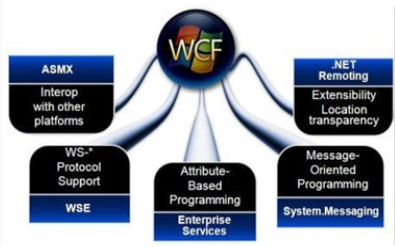 WCF
ASMX
Interop
with other
platforms
.NET
Remoting
Extensibility
Location
transparency
WS-*
Protocol
Support
WSE
Attribute-
Based
Programming
Enterprise
Services
Message-
Oriented
Programming
System.Messaging